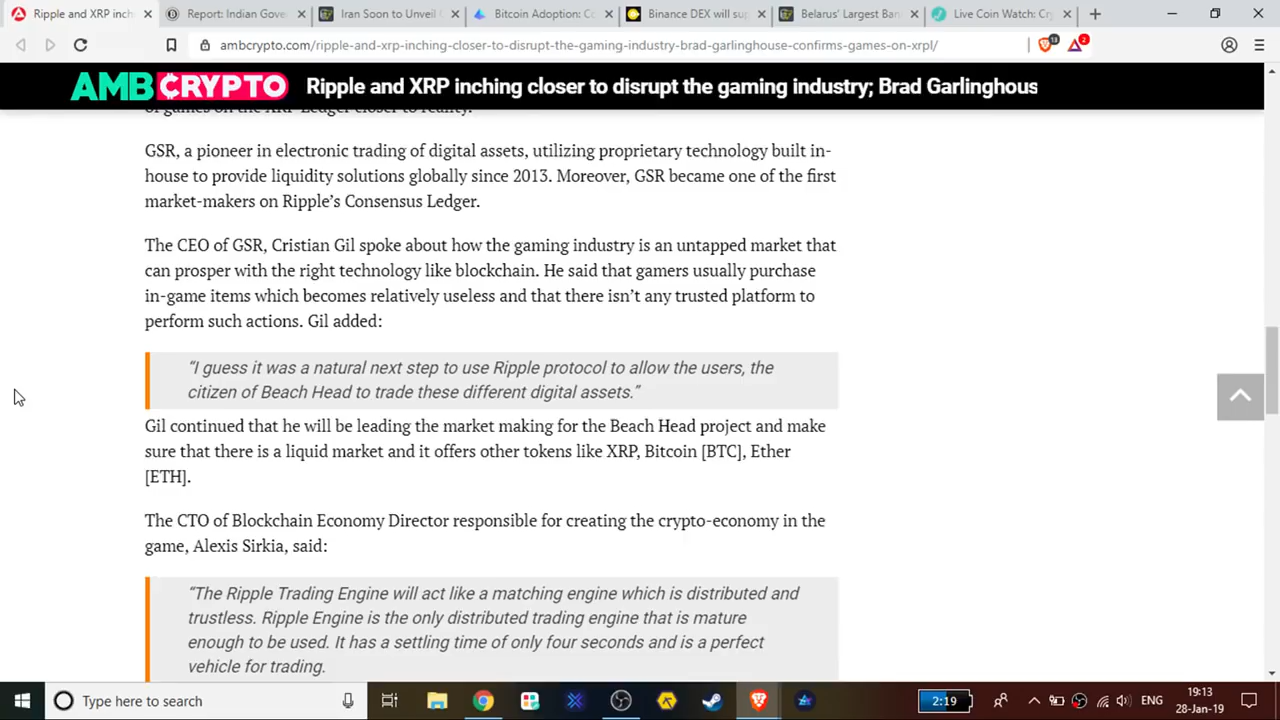 Ripple and XRP inch
Report: Indian Gove
Iran Soon to Unveil
Bitcoin Adoption: Co
Binance DEX will sup
Belarus' Largest Ban
Live Coin Watch: Cry
ambcrypto.com/ripple-and-xrp-inching-closer-to-disrupt-the-gaming-industry-brad-garlinghouse-confirms-games-on-xrpl/
13
2
AMBCRYPTO
Ripple and XRP inching closer to disrupt the gaming industry; Brad Garlinghous
of games on the XRP Ledger closer to reality.
GSR, a pioneer in electronic trading of digital assets, utilizing proprietary technology built in-
house to provide liquidity solutions globally since 2013. Moreover, GSR became one of the first
market-makers on Ripple's Consensus Ledger.
The CEO of GSR, Cristian Gil spoke about how the gaming industry is an untapped market that
can prosper with the right technology like blockchain. He said that gamers usually purchase
in-game items which becomes relatively useless and that there isn't any trusted platform to
perform such actions. Gil added:
“I guess it was a natural next step to use Ripple protocol to allow the users, the
citizen of Beach Head to trade these different digital assets.”
Gil continued that he will be leading the market making for the Beach Head project and make
sure that there is a liquid market and it offers other tokens like XRP, Bitcoin [BTC], Ether
[ETH].
The CTO of Blockchain Economy Director responsible for creating the crypto-economy in the
game, Alexis Sirkia, said:
“The Ripple Trading Engine will act like a matching engine which is distributed and
trustless. Ripple Engine is the only distributed trading engine that is mature
enough to be used. It has a settling time of only four seconds and is a perfect
vehicle for trading.
Type here to search
2:19
ENG
19:13
28-Jan-19